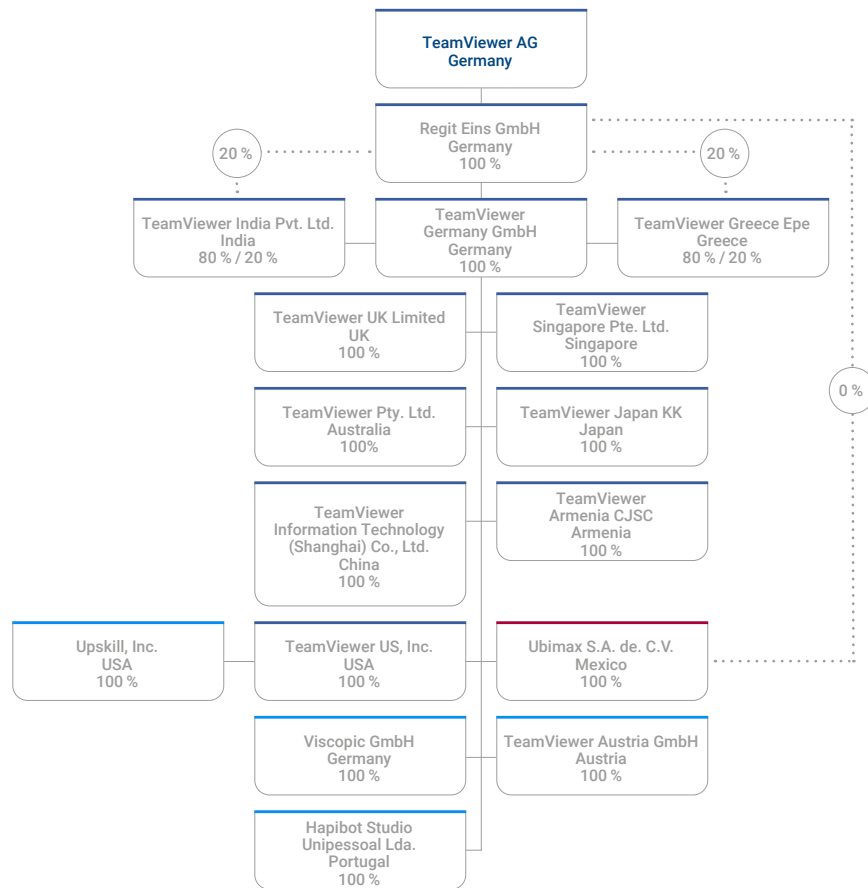 TeamViewer AG
Germany
Regit Eins GmbH
Germany
100 %
20 %
20 %
TeamViewer India Pvt. Ltd.
India
80 % / 20 %
TeamViewer
Germany GmbH
Germany
100 %
TeamViewer Greece Epe
Greece
80 % / 20 %
TeamViewer UK Limited
UK
100 %
TeamViewer
Singapore Pte. Ltd.
Singapore
100 %
0 %
TeamViewer Pty. Ltd.
Australia
100%
TeamViewer Japan KK
Japan
100 %
TeamViewer
Information Technology
(Shanghai) Co., Ltd.
China
100 %
TeamViewer
Armenia CJSC
Armenia
100 %
Upskill, Inc.
USA
100 %
TeamViewer US, Inc.
USA
100 %
Ubimax S.A. de. C.V.
Mexico
100 %
Viscopic GmbH
Germany
100 %
TeamViewer Austria GmbH
Austria
100 %
Hapibot Studio
Unipessoal Lda.
Portugal
100 %